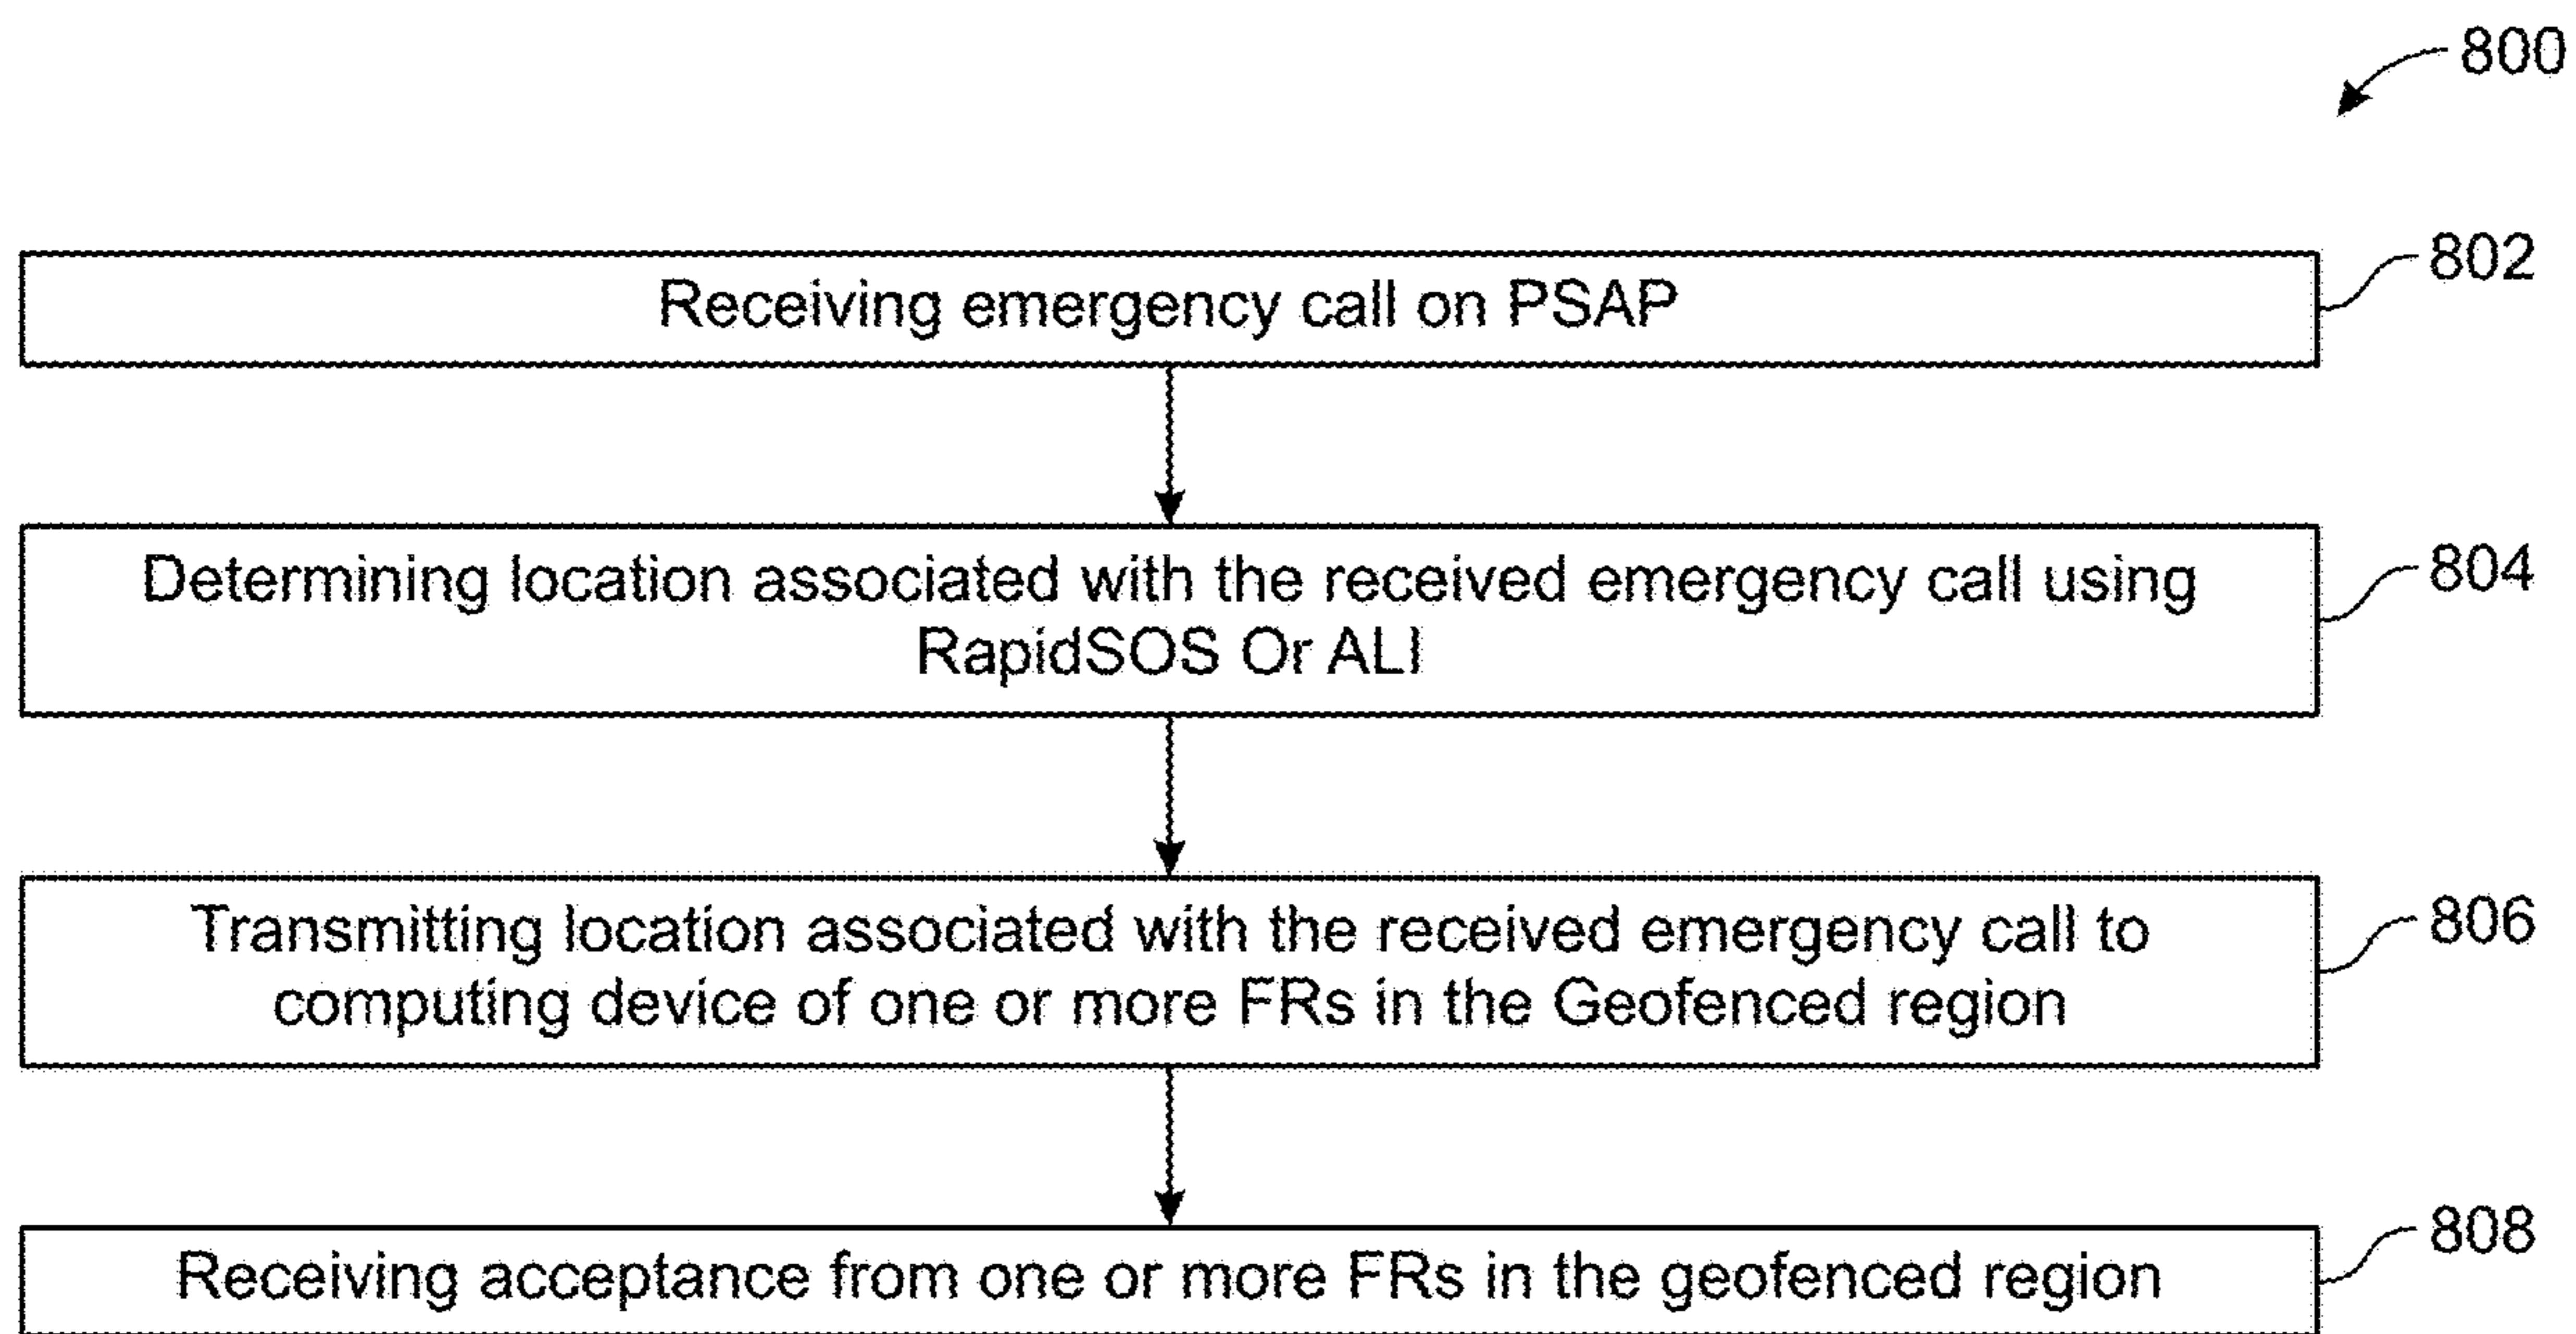 800
Receiving emergency call on PSAP
802
Determining location associated with the received emergency call using
RapidSOS Or ALI
804
Transmitting location associated with the received emergency call to
computing device of one or more FRs in the Geofenced region
806
Receiving acceptance from one or more FRs in the geofenced region
808